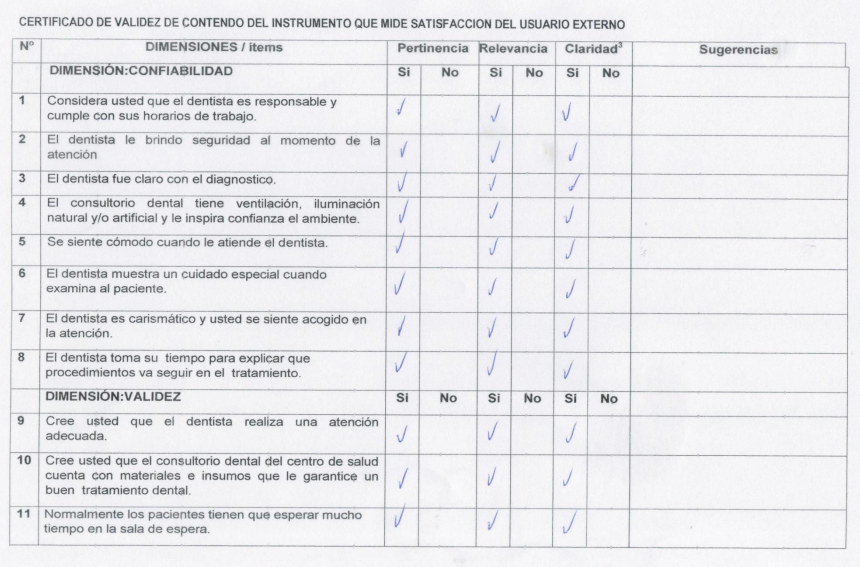 CERTIFICADO DE VALIDEZ DE CONTENDO DEL INSTRUMENTO QUE MIDE SATISFACCION DEL USUARIO EXTERNO
Nº DIMENSIONES / ítems Pertinencia Relevancia Claridad³ Sugerencias
DIMENSIÓN:CONFIABILIDAD Si No Si No Si No
1 Considera usted que el dentista es responsable y
cumple con sus horarios de trabajo. ✓ ✓ ✓
2 El dentista le brindo seguridad al momento de la
atención ✓ ✓ ✓
3 El dentista fue claro con el diagnostico. ✓ ✓ ✓
4 El consultorio dental tiene ventilación, iluminación
natural y/o artificial y le inspira confianza el ambiente. ✓ ✓ ✓
5 Se siente cómodo cuando le atiende el dentista. ✓ ✓ ✓
6 El dentista muestra un cuidado especial cuando
examina al paciente. ✓ ✓ ✓
7 El dentista es carismático y usted se siente acogido en
la atención. ✓ ✓ ✓
8 El dentista toma su tiempo para explicar que
procedimientos va seguir en el tratamiento. ✓ ✓ ✓
DIMENSIÓN:VALIDEZ Si No Si No Si No
9 Cree usted que el dentista realiza una atención
adecuada. ✓ ✓ ✓
10 Cree usted que el consultorio dental del centro de salud
cuenta con materiales e insumos que le garantice un
buen tratamiento dental. ✓ ✓ ✓
11 Normalmente los pacientes tienen que esperar mucho
tiempo en la sala de espera. ✓ ✓ ✓